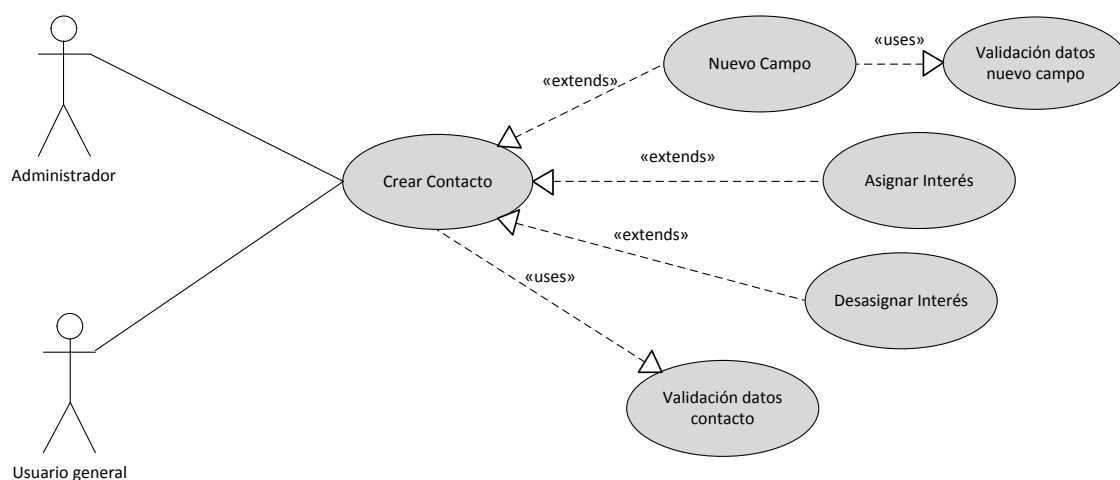 «uses»
Nuevo Campo
Validación datos
nuevo campo
«extends»
Administrador
«extends»
Crear Contacto
Asignar Interés
«extends»
«uses»
Desasignar Interés
Validación datos
contacto
Usuario general